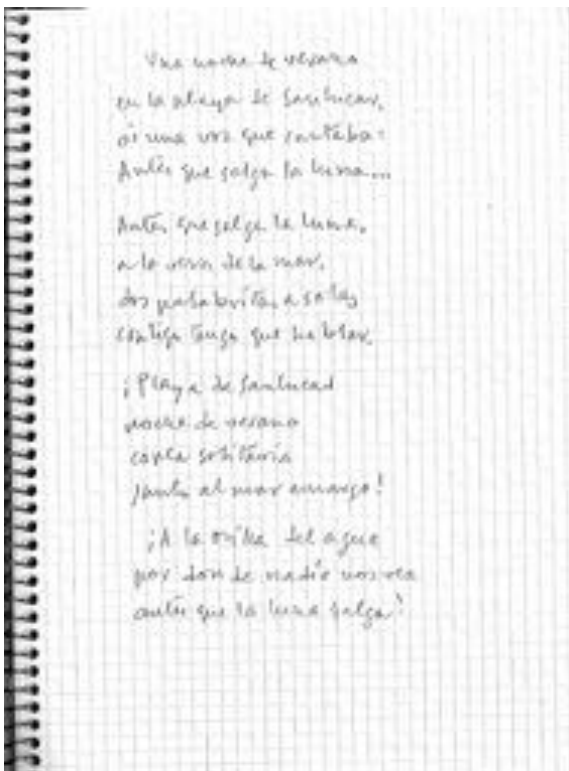 Una noche de verano
en la playa de Sanlúcar,
oí una voz que cantaba:
Antes que salga la luna...
Antes que salga la luna,
a la vera de la mar,
dos palabritas a solas
contigo tengo que hablar.
¡Playa de Sanlucar
noche de verano
copla solitaria
junto al mar amargo!
¡A la orilla del agua
por donde nadie nos vea
antes que la luna salga!